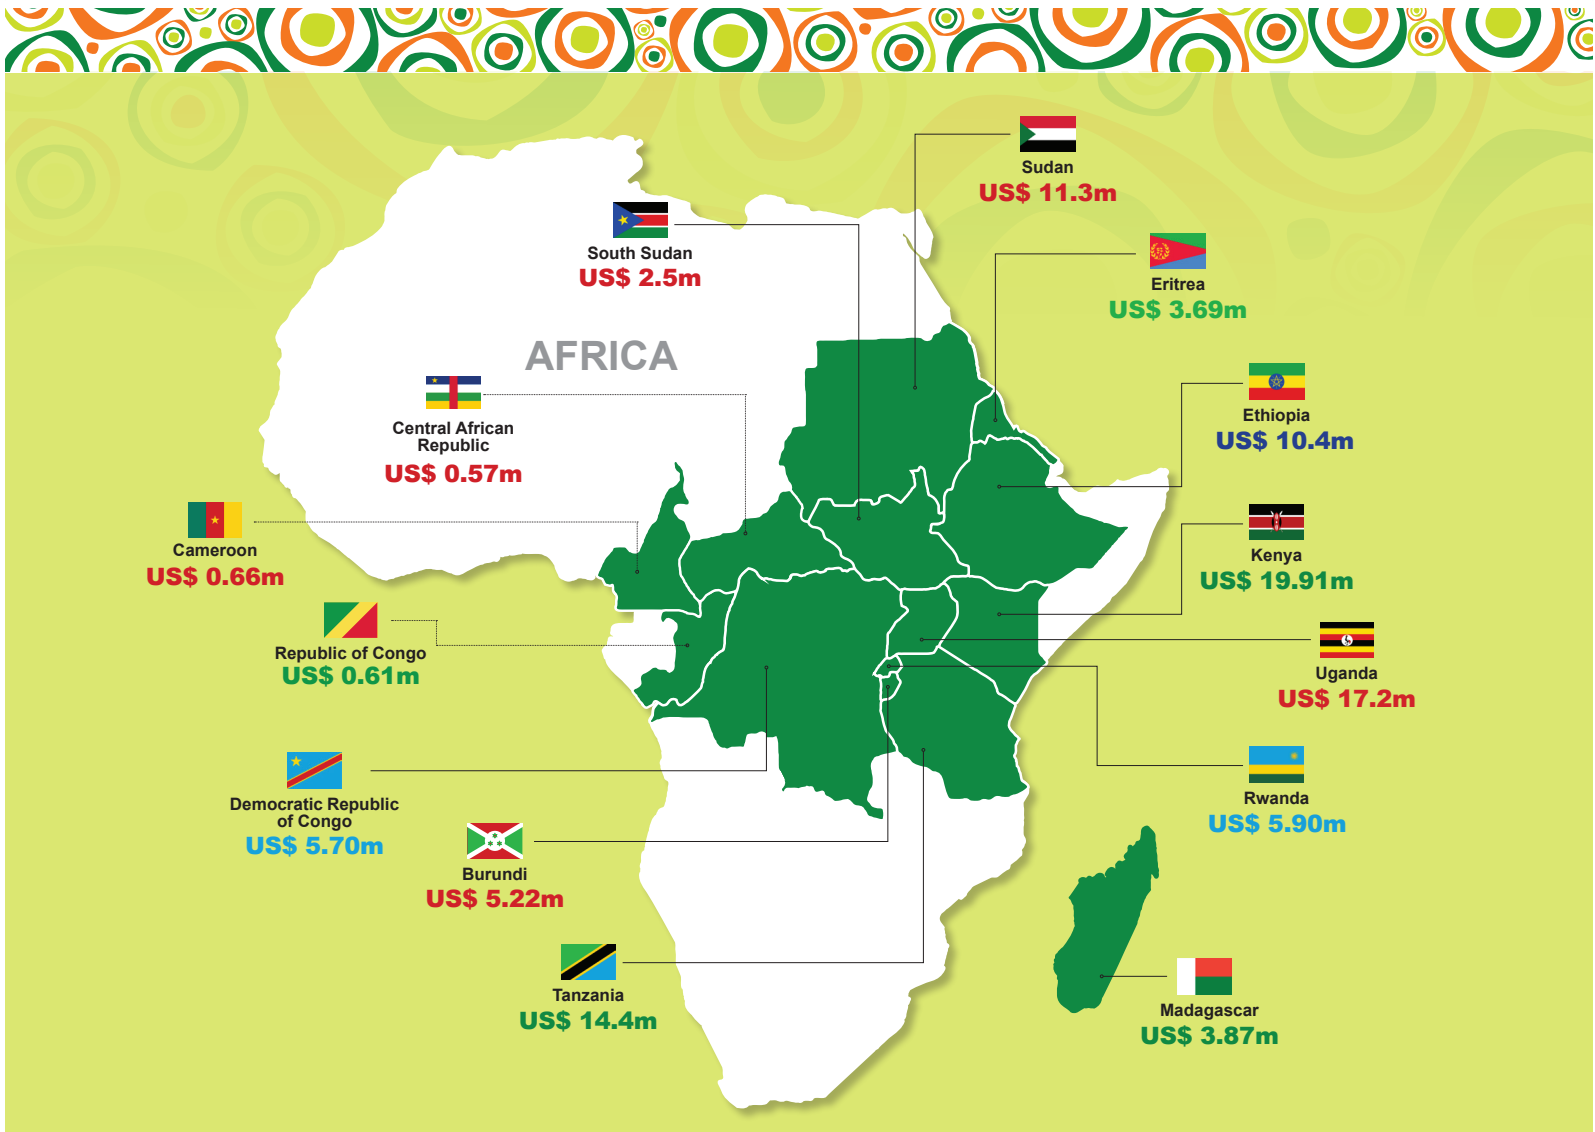 Sudan
US$ 11.3m
South Sudan
US$ 2.5m
Eritrea
US$ 3.69m
AFRICA
Central African
Republic
US$ 0.57m
Ethiopia
US$ 10.4m
Cameroon
US$ 0.66m
Kenya
US$ 19.91m
Republic of Congo
US$ 0.61m
Uganda
US$ 17.2m
Democratic Republic
of Congo
US$ 5.70m
Rwanda
US$ 5.90m
Burundi
US$ 5.22m
Tanzania
US$ 14.4m
Madagascar
US$ 3.87m